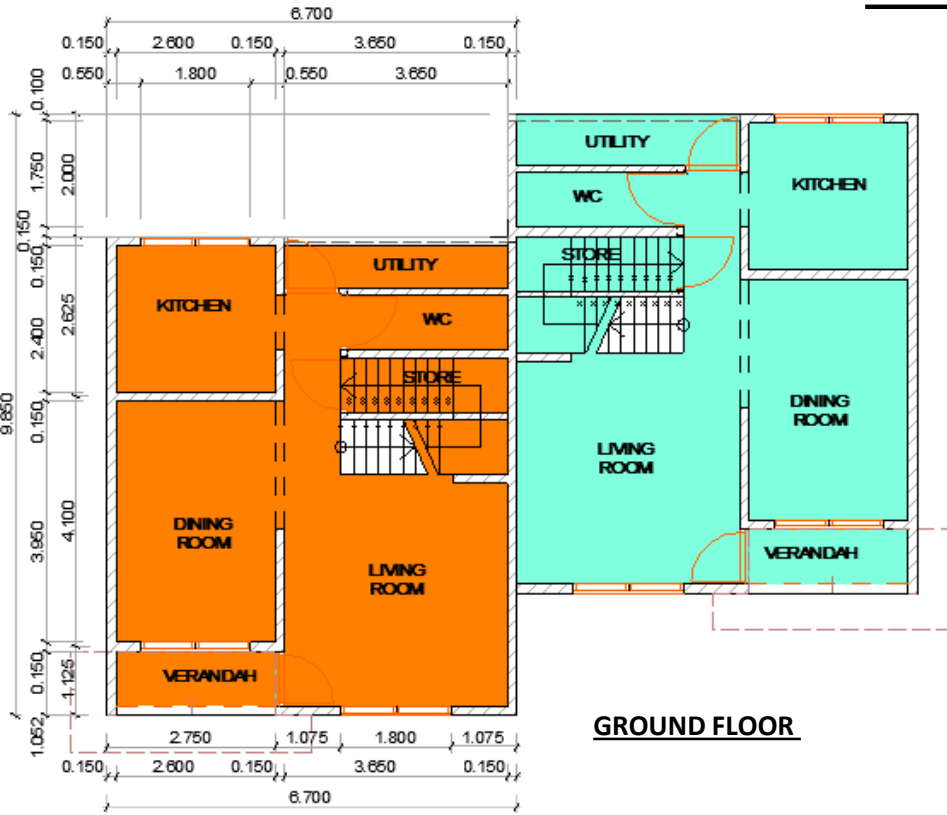 6.700
0.150 2.600 0.150 3.650 0.150
0.550 1.800 0.550 3.650
0.100
1.750
2.000
0.150
0.150
2.400
2.625
0.150
9.850
3.950
4.100
0.150
1.125
1.052
UTILITY
WC
KITCHEN
STORE
UTILITY
KITCHEN
WC
STORE
DINING
ROOM
LIVING
ROOM
DINING
ROOM
VERANDAH
LIVING
ROOM
VERANDAH
GROUND FLOOR
2.750 1.075 1.800 1.075
0.150 2.600 0.150 3.650 0.150
6.700